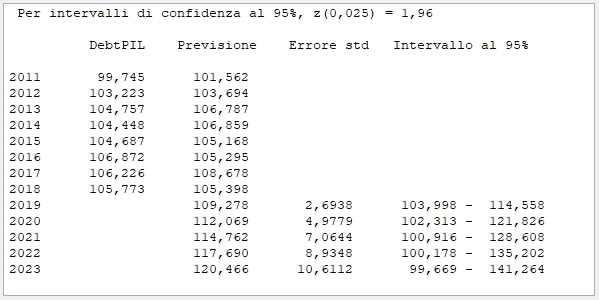 Per intervalli di confidenza al 95%, z(0,025) = 1,96
DebtPIL Previsione Errore std Intervallo al 95%
2011 99,745 101,562
2012 103,223 103,694
2013 104,757 106,787
2014 104,448 106,859
2015 104,687 105,168
2016 106,872 105,295
2017 106,226 108,678
2018 105,773 105,398
2019 109,278 2,6938 103,998 - 114,558
2020 112,069 4,9779 102,313 - 121,826
2021 114,762 7,0644 100,916 - 128,608
2022 117,690 8,9348 100,178 - 135,202
2023 120,466 10,6112 99,669 - 141,264